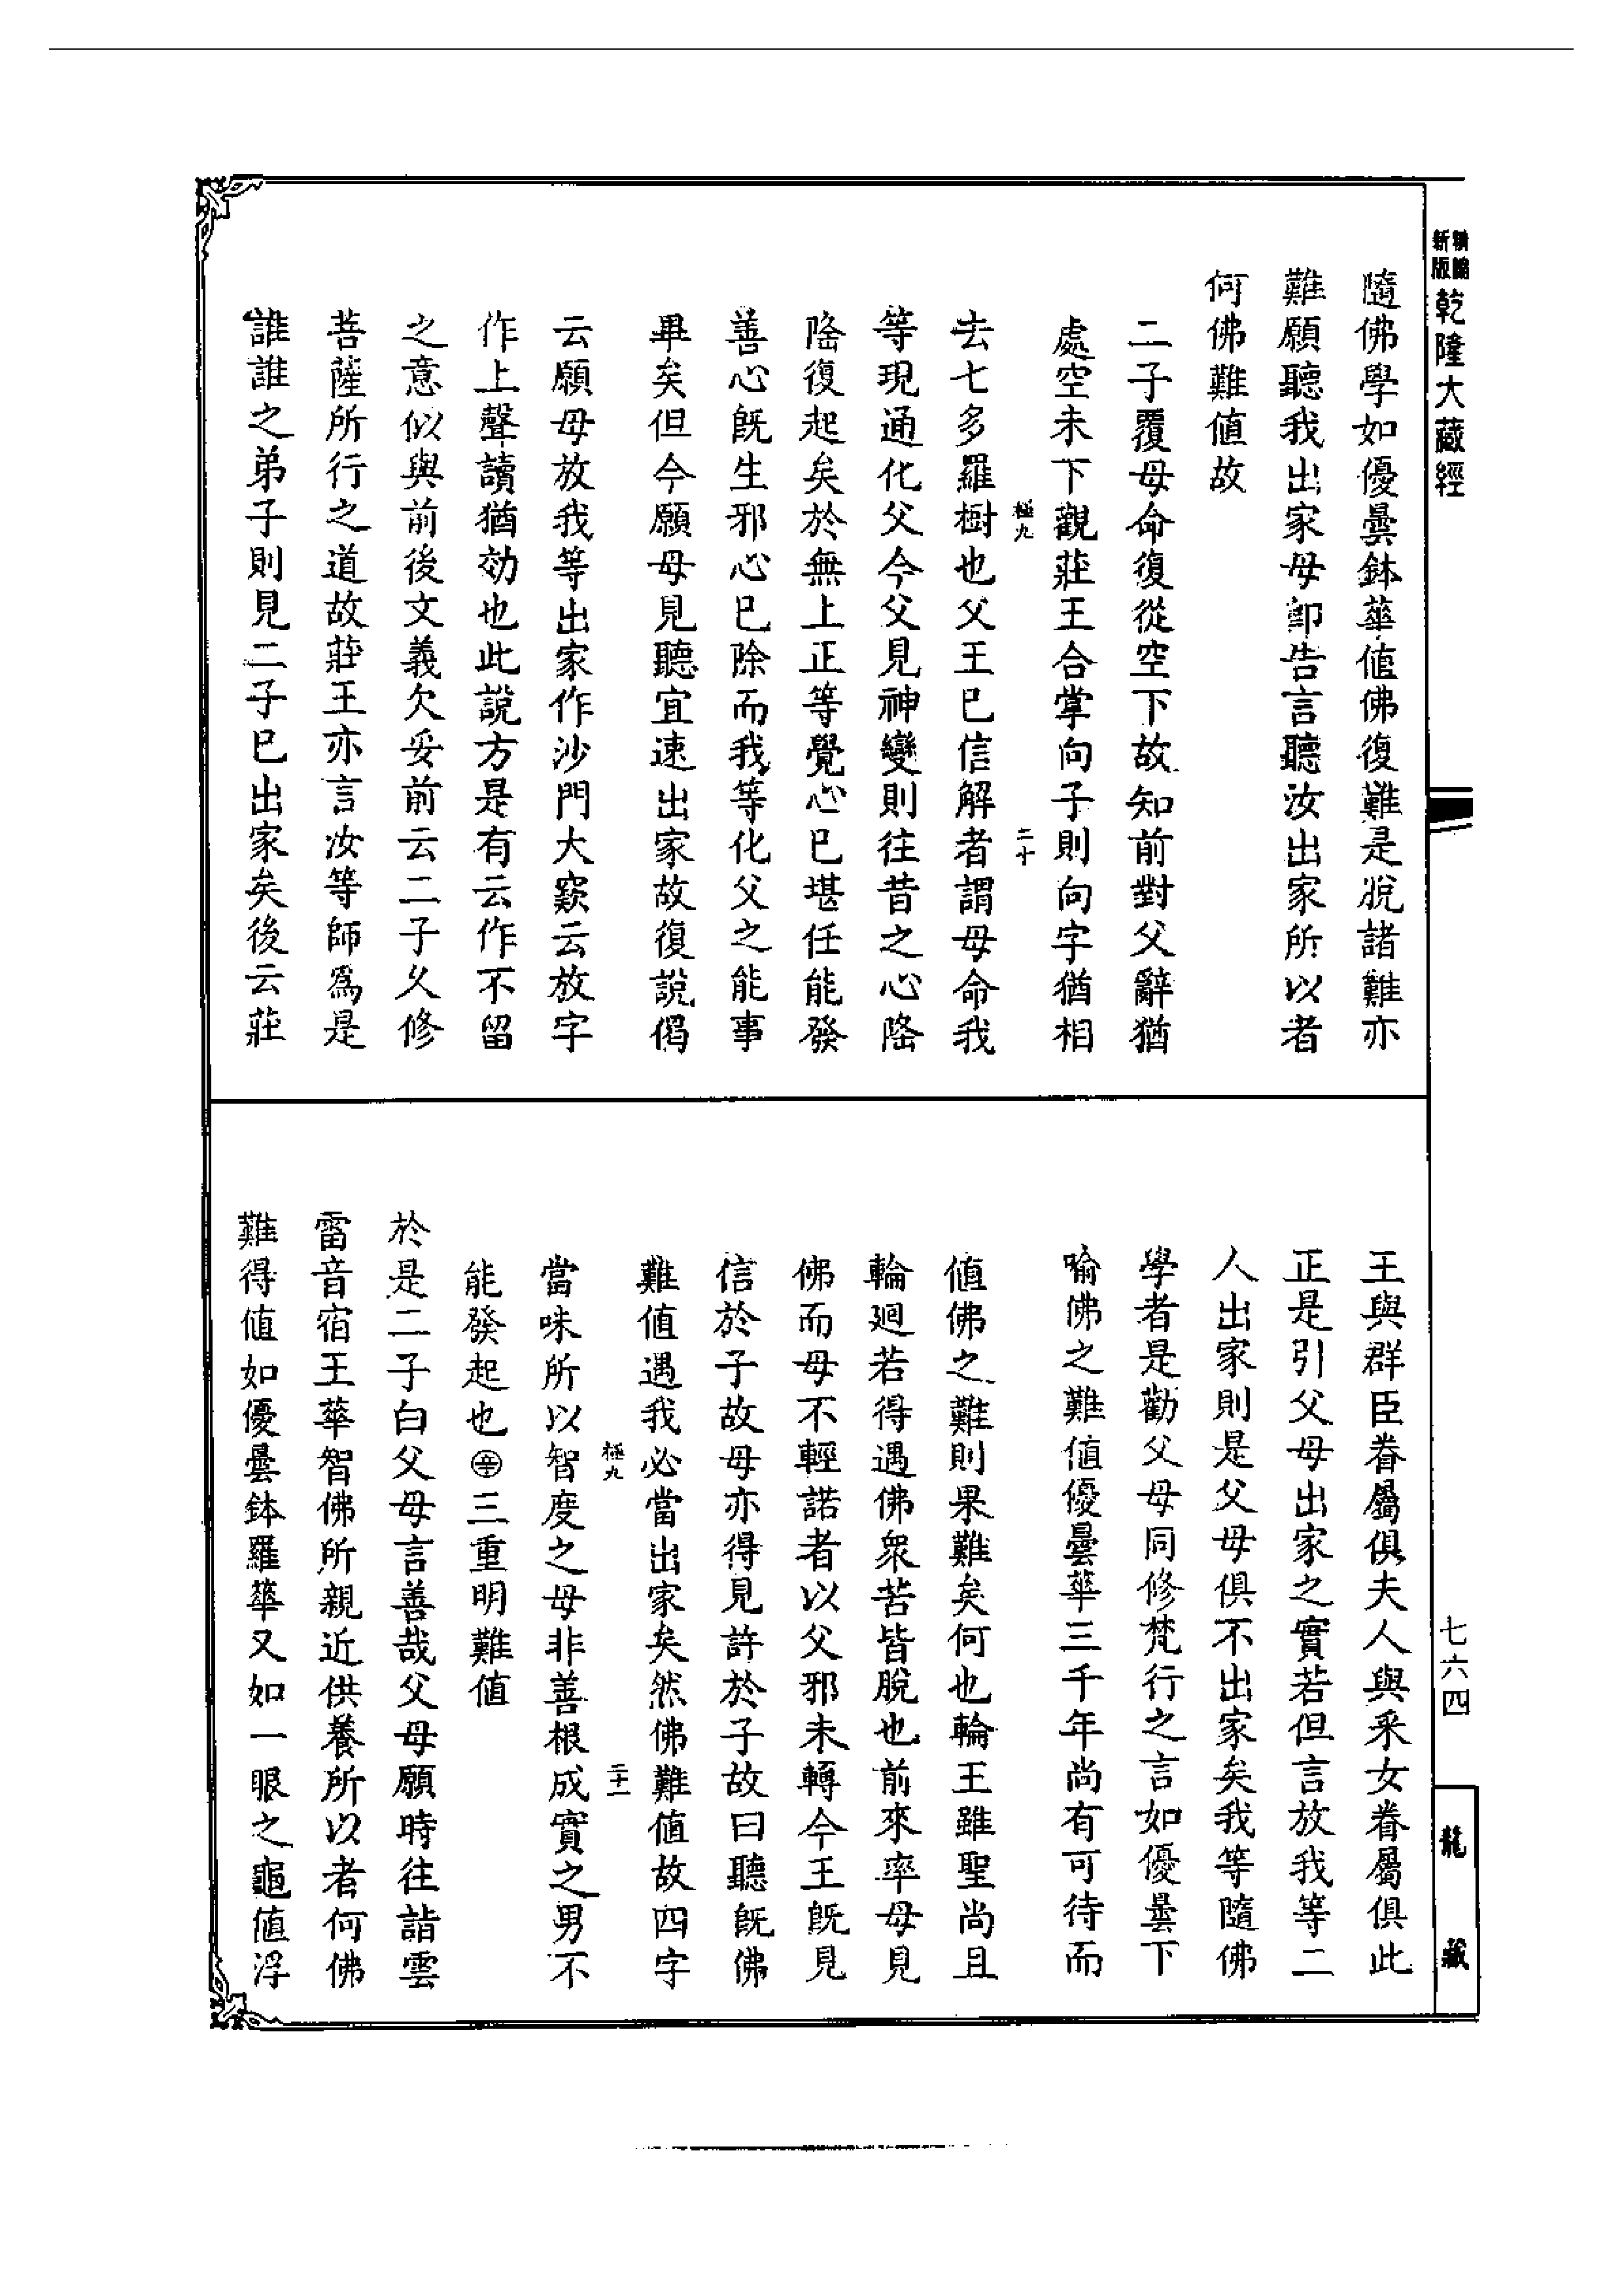 新編
新版
乾隆大藏經
隨佛學如優曇鉢華值佛復難是脫諸難亦
難願聽我出家母卽告言聽汝出家所以者
何佛難值故
二子覆母命復從空下故知前對父辭猶
處空未下觀莊王合掌向子則向字猶相
極九
二十
去七多羅樹也父王巳信解者謂母命我
等現通化父今父見神變則往昔之心隂
隂復起矣於無上正等覺心巳堪任能發
善心旣生邪心巳除而我等化父之能事
畢矣但今願母見聽宜速出家故復說偈
云願母放我等出家作沙門大窾云放字
作上聲讀猶効也此說方是有云作不留
之意似與前後文義欠妥前云二子久修
菩薩所行之道故莊王亦言汝等師為是
誰誰之弟子則見二子巳出家矣後云莊
王與群臣眷屬俱夫人與釆女眷屬俱此
正是引父母出家之實若但言放我等二
人出家則是父母俱不出家矣我等隨佛
學者是勸父母同修梵行之言如優曇下
喻佛之難值優曇華三千年尚有可待而
值佛之難則果難矣何也輪王雖聖尚且
輪廻若得遇佛衆苦皆脫也前來率母見
佛而母不輕諾者以父邪未轉今王旣見
信於子故母亦得見許於子故曰聽旣佛
難值遇我必當出家矣然佛難值故四字
極九
二十一
當味所以智度之母非善根成實之男不
能發起也㊛三重明難值
於是二子白父母言善哉父母願時往詣雲
雷音宿王華智佛所親近供養所以者何佛
難得值如優曇鉢羅華又如一眼之龜值浮
七六四
龍藏